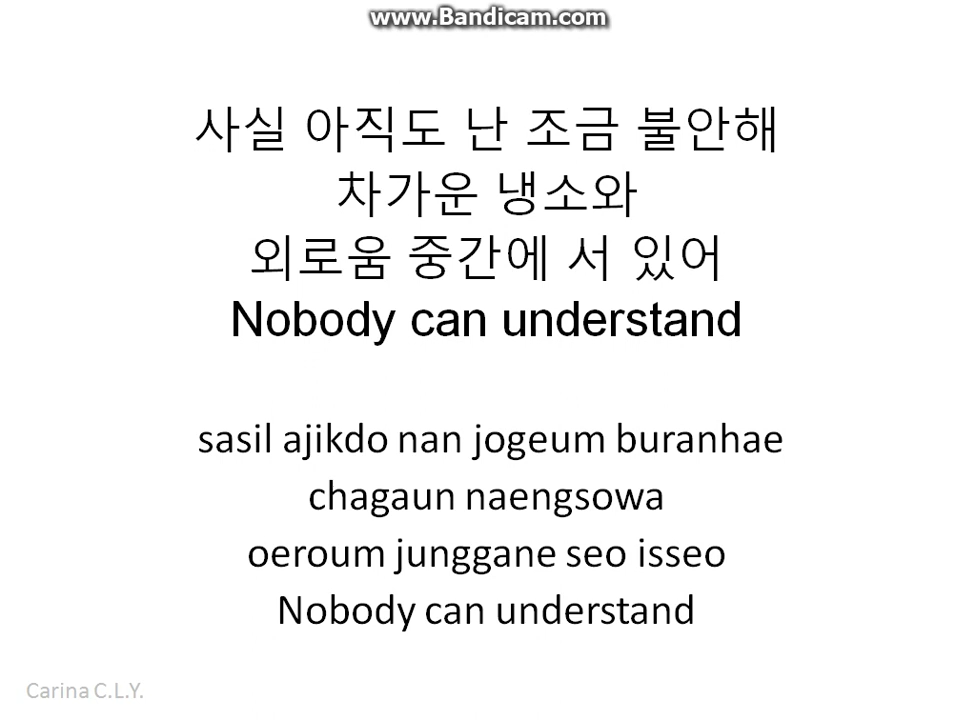 www.Bandicam.com
사실 아직도 난 조금 불안해
차가운 냉소와
외로움 중간에 서 있어
Nobody can understand
sasil ajikdo nan jogeum buranhae
chagaun naengsowa
oeroum junggane seo isseo
Nobody can understand
Carina C.L.Y.